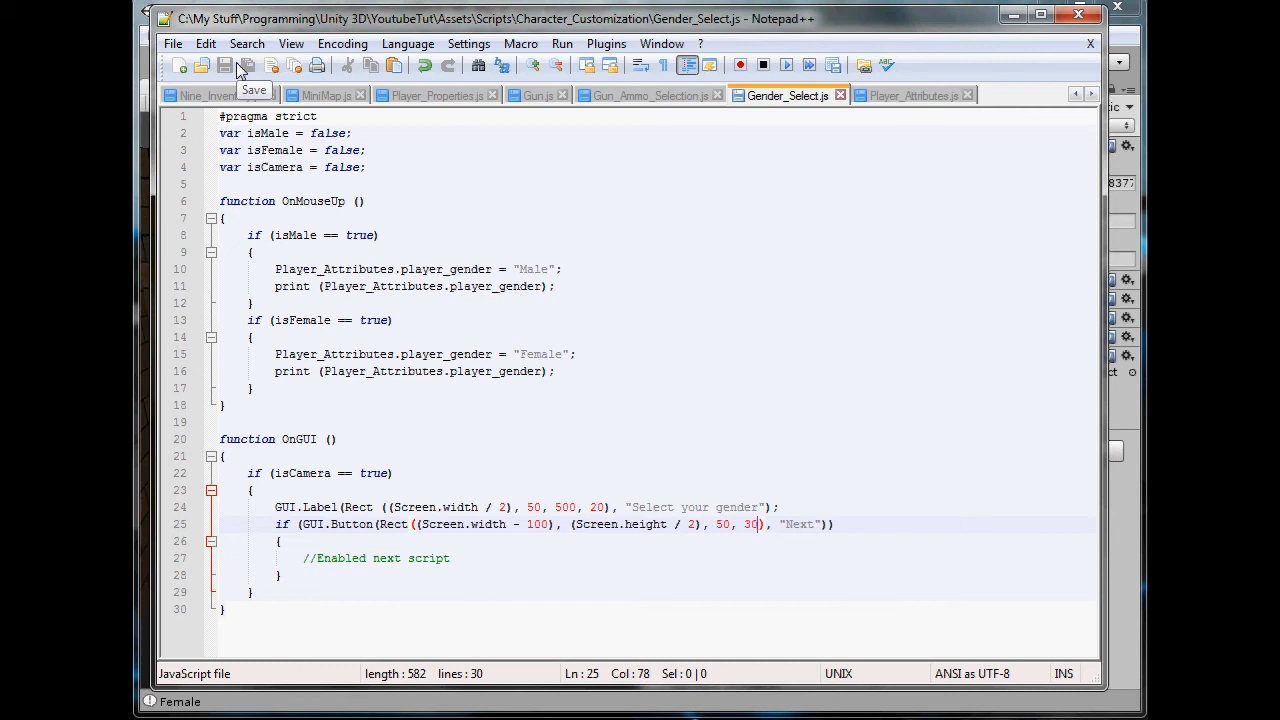 C:\My Stuff\Programming\Unity 3D\YoutubeTut\Assets\Scripts\Character_Customization\Gender_Select.js - Notepad++
File Edit Search View Encoding Language Settings Macro Run Plugins Window ? X
Save
MiniMap.js Player_Properties.js Gun.js Gun_Ammo_Selection.js Gender_Select.js Player_Attributes.js
1 #pragma strict
2 var isMale = false;
3 var isFemale = false;
4 var isCamera = false;
5
6 function OnMouseUp ()
7 {
8 if (isMale == true)
9 {
10 Player_Attributes.player_gender = "Male";
11 print (Player_Attributes.player_gender);
12 }
13 if (isFemale == true)
14 {
15 Player_Attributes.player_gender = "Female";
16 print (Player_Attributes.player_gender);
17 }
18 }
19
20 function OnGUI ()
21 {
22 if (isCamera == true)
23 {
24 GUI.Label(Rect ((Screen.width / 2), 50, 500, 20), "Select your gender");
25 if (GUI.Button(Rect((Screen.width - 100), (Screen.height / 2), 50, 30), "Next"))
26 {
27 //Enabled next script
28 }
29 }
30 }
JavaScript file length : 582 lines : 30 Ln : 25 Col : 78 Sel : 0 | 0 UNIX ANSI as UTF-8 INS
Female